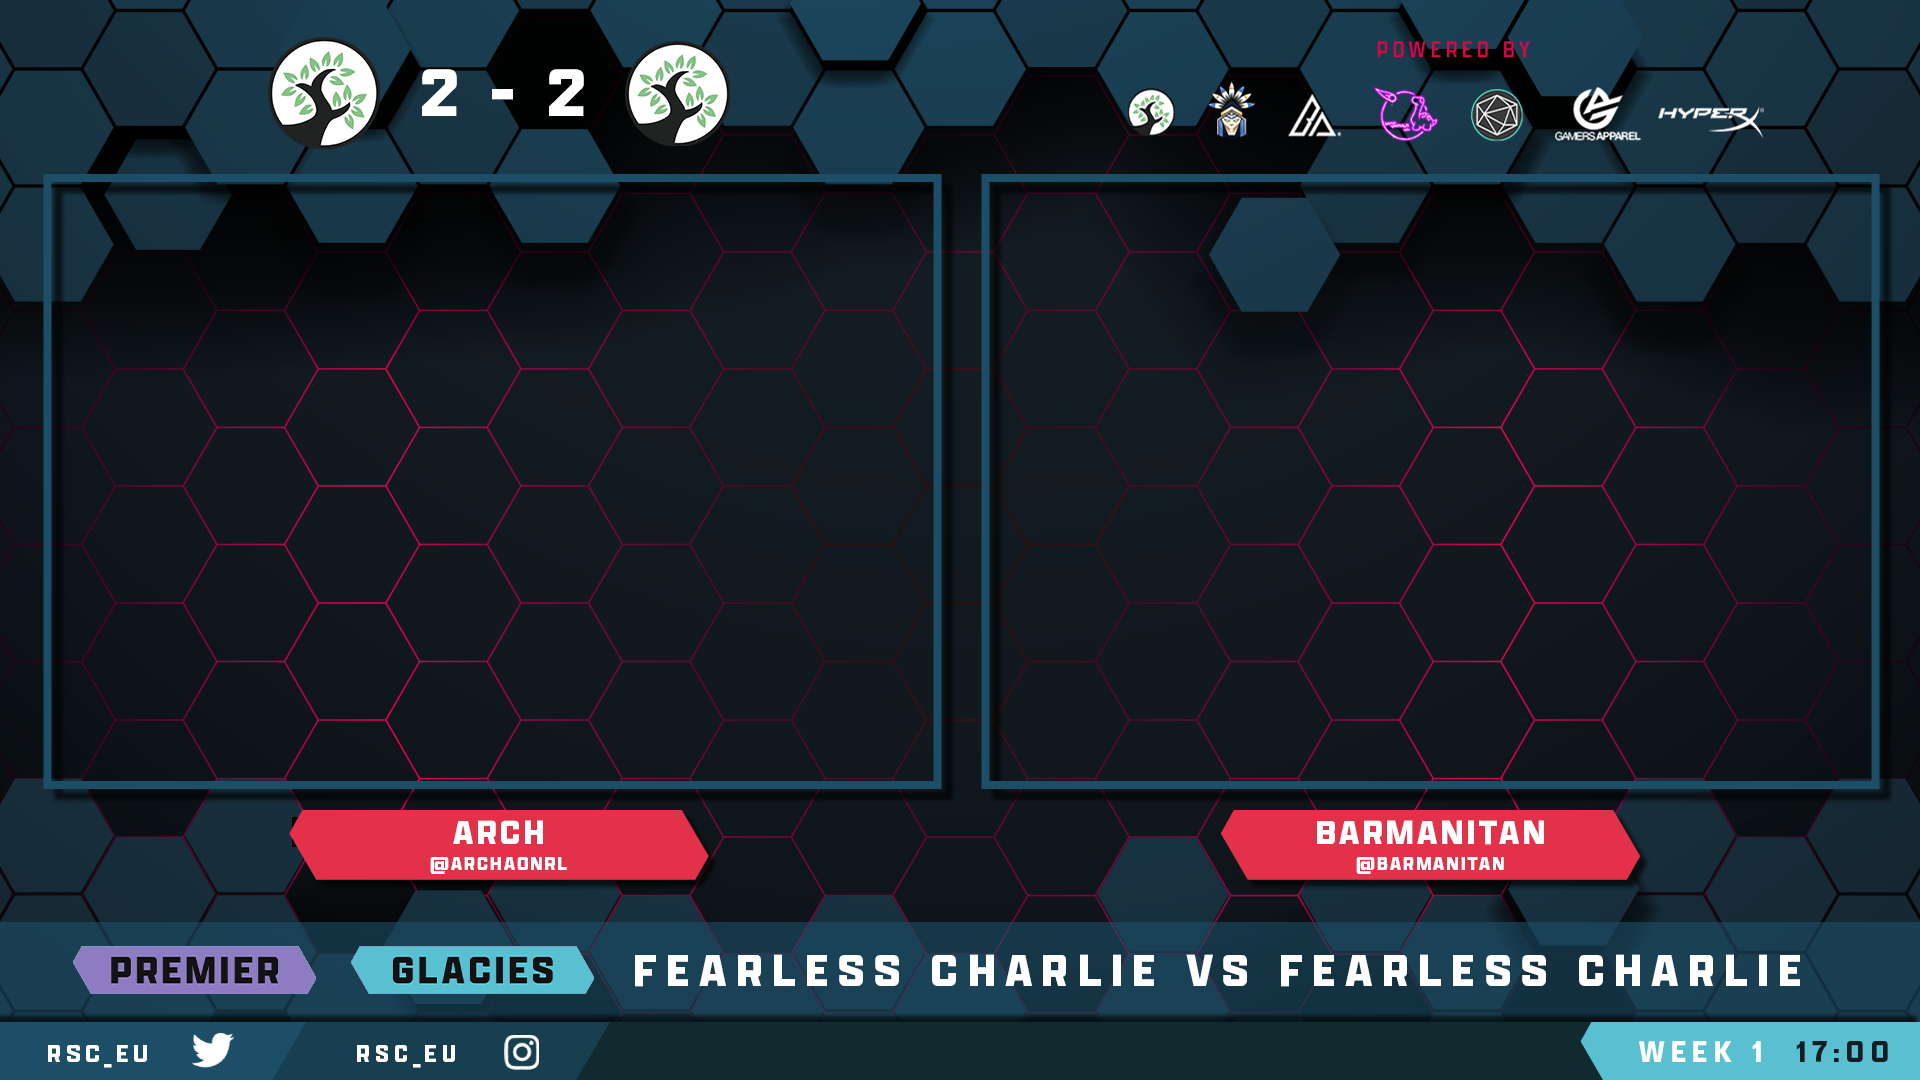 2 - 2
POWERED BY
GAMERS APPAREL
HYPERX
ARCH
@ARCHAONRL
BARMANITAN
@BARMANITAN
PREMIER
GLACIES
FEARLESS CHARLIE VS FEARLESS CHARLIE
RSC_EU
RSC_EU
WEEK 1 17:00